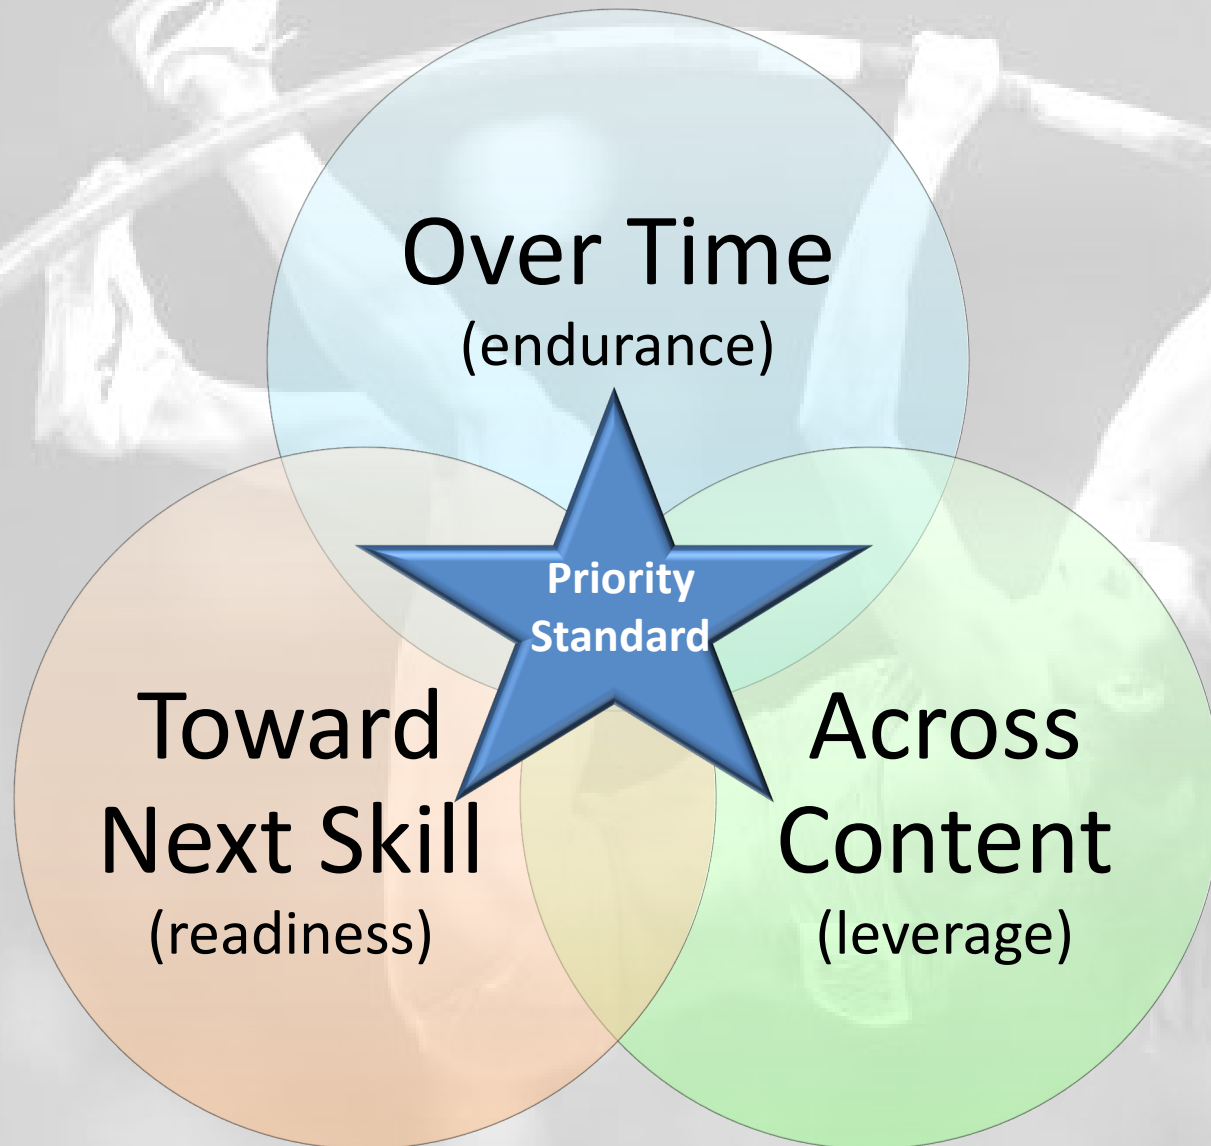 Over Time
(endurance)
Priority
Standard
Toward
Next Skill
(readiness)
Across
Content
(leverage)